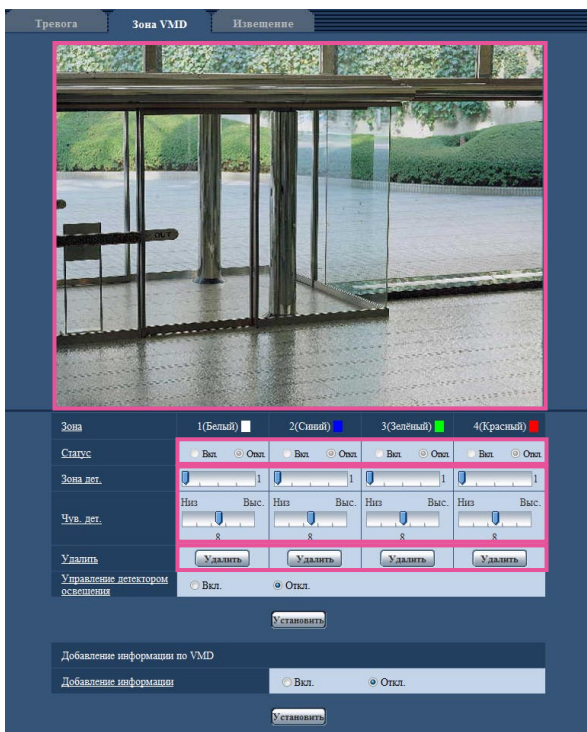 Тревога Зона VMD Извещение
OUT
Зона 1(Белый) 2(Синий) 3(Зелёный) 4(Красный)
Статус Вкл Откл Вкл Откл Вкл Откл Вкл Откл
Зона дет. 1 1 1 1
Низ Выс. Низ Выс. Низ Выс. Низ Выс.
Чув. дет.
8 8 8 8
Удалить Удалить Удалить Удалить Удалить
Управление детектором
освещения Вкл. Откл.
Установить
Добавление информации по VMD
Добавление информации Вкл. Откл.
Установить